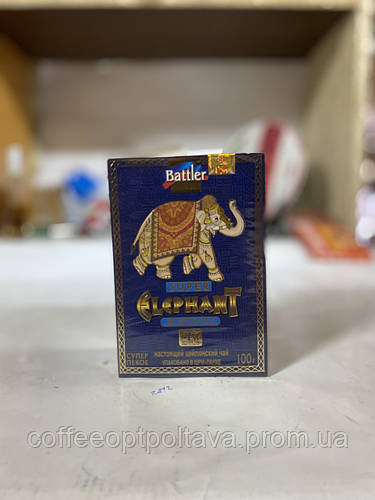 Battler
SUPER
ELEPHANT
СУПЕР
ПЕКОЕ
НАСТОЯЩИЙ ЦЕЙЛОНСКИЙ ЧАЙ
УПАКОВАНО В ШРИ-ЛАНКЕ
100г
coffeeoptpoltava.prom.ua